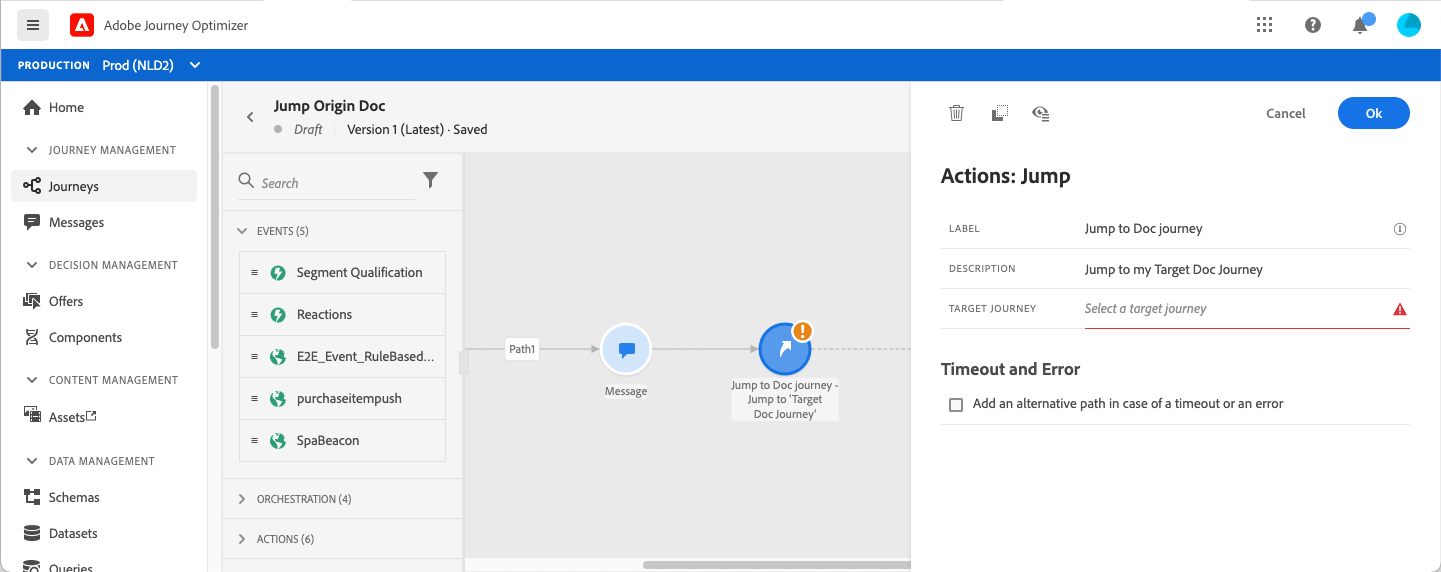 Adobe Journey Optimizer
PRODUCTION Prod (NLD2)
Home
JOURNEY MANAGEMENT
Journeys
Messages
DECISION MANAGEMENT
Offers
Components
CONTENT MANAGEMENT
Assets
DATA MANAGEMENT
Schemas
Datasets
Queries
Jump Origin Doc
Draft Version 1 (Latest) · Saved
Search
EVENTS (5)
Segment Qualification
Reactions
E2E_Event_RuleBased...
purchaseitempush
SpaBeacon
ORCHESTRATION (4)
ACTIONS (6)
Path1
Message
Jump to Doc journey -
Jump to 'Target
Doc Journey'
Cancel Ok
Actions: Jump
LABEL Jump to Doc journey
DESCRIPTION Jump to my Target Doc Journey
TARGET JOURNEY Select a target journey
Timeout and Error
Add an alternative path in case of a timeout or an error